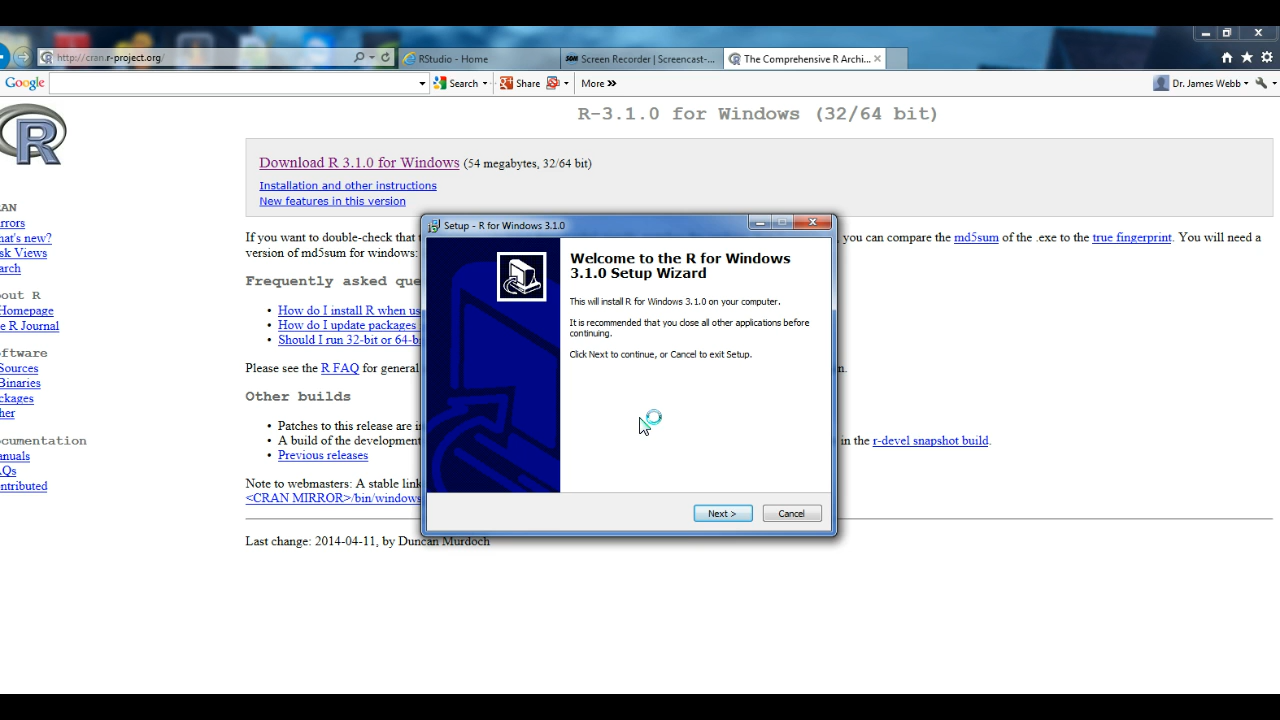 http://cran.r-project.org/
RStudio - Home
Screen Recorder | Screencast-...
The Comprehensive R Archi...
Google
Search
Share
More »
Dr. James Webb
R-3.1.0 for Windows (32/64 bit)
R
Download R 3.1.0 for Windows (54 megabytes, 32/64 bit)
Installation and other instructions
New features in this version
AN
rrors
hat's new?
sk Views
arch
out R
Homepage
e R Journal
ftware
Sources
Binaries
ckages
her
cumentation
anuals
AQs
ntributed
If you want to double-check that t
you can compare the md5sum of the .exe to the true fingerprint. You will need a
version of md5sum for windows:
Frequently asked que
• How do I install R when us
• How do I update packages
• Should I run 32-bit or 64-b
Please see the R FAQ for general
n.
Other builds
• Patches to this release are i
• A build of the development
in the r-devel snapshot build.
• Previous releases
Note to webmasters: A stable link
<CRAN MIRROR>/bin/windows
Last change: 2014-04-11, by Duncan Murdoch
Setup - R for Windows 3.1.0
Welcome to the R for Windows
3.1.0 Setup Wizard
This will install R for Windows 3.1.0 on your computer.
It is recommended that you close all other applications before
continuing.
Click Next to continue, or Cancel to exit Setup.
Next >
Cancel